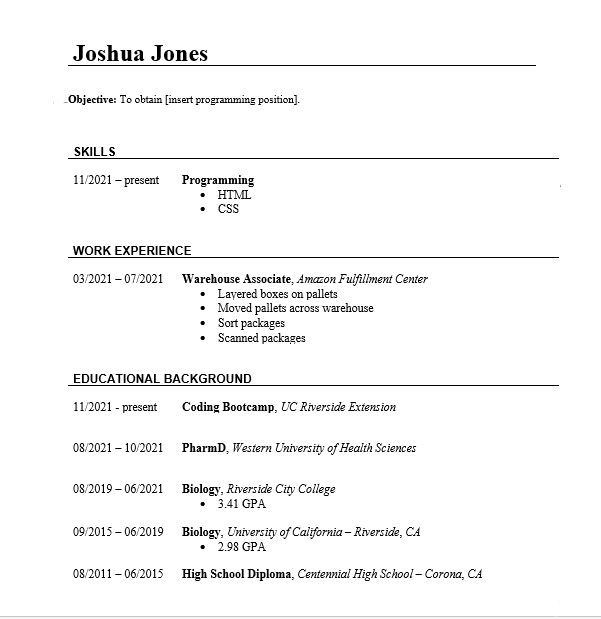 Joshua Jones
Objective: To obtain [insert programming position].
SKILLS
11/2021 – present Programming
• HTML
• CSS
WORK EXPERIENCE
03/2021 – 07/2021 Warehouse Associate, Amazon Fulfillment Center
• Layered boxes on pallets
• Moved pallets across warehouse
• Sort packages
• Scanned packages
EDUCATIONAL BACKGROUND
11/2021 - present Coding Bootcamp, UC Riverside Extension
08/2021 – 10/2021 PharmD, Western University of Health Sciences
08/2019 – 06/2021 Biology, Riverside City College
• 3.41 GPA
09/2015 – 06/2019 Biology, University of California – Riverside, CA
• 2.98 GPA
08/2011 – 06/2015 High School Diploma, Centennial High School – Corona, CA